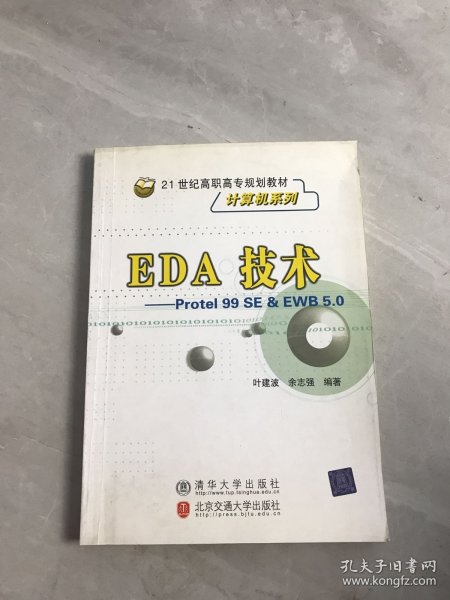 21世纪高职高专规划教材
计算机系列
EDA 技术
——Protel 99 SE & EWB 5.0
叶建波 余志强 编著
清华大学出版社
http://www.tup.tsinghua.edu.cn
北京交通大学出版社
http://press.bjtu.edu.cn
孔夫子旧书网
www.kongfz.com